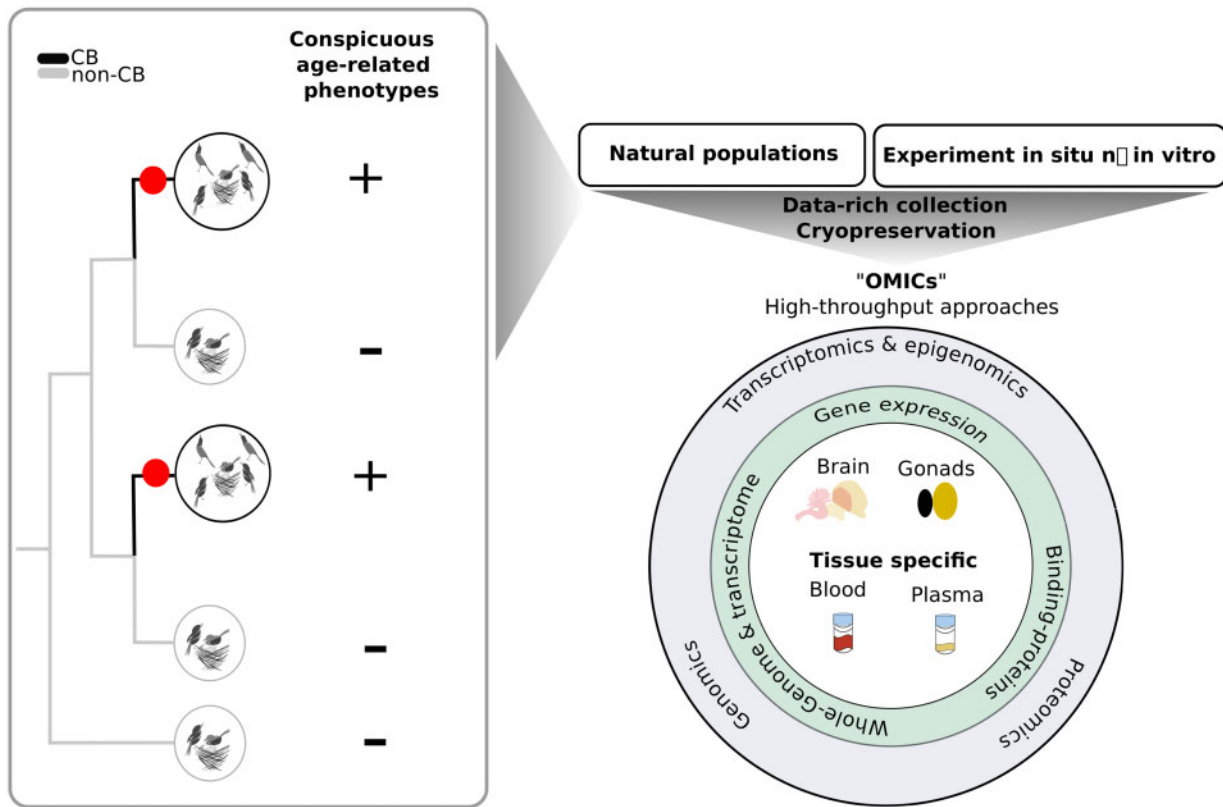 CB
non-CB
Conspicuous
age-related
phenotypes
+
-
+
-
-
Natural populations
Experiment in situ n▯ in vitro
Data-rich collection
Cryopreservation
"OMICs"
High-throughput approaches
Transcriptomics & epigenomics
Gene expression
Brain
Gonads
Tissue specific
Blood
Plasma
Whole-Genome & transcriptome
Binding-proteins
Genomics
Proteomics